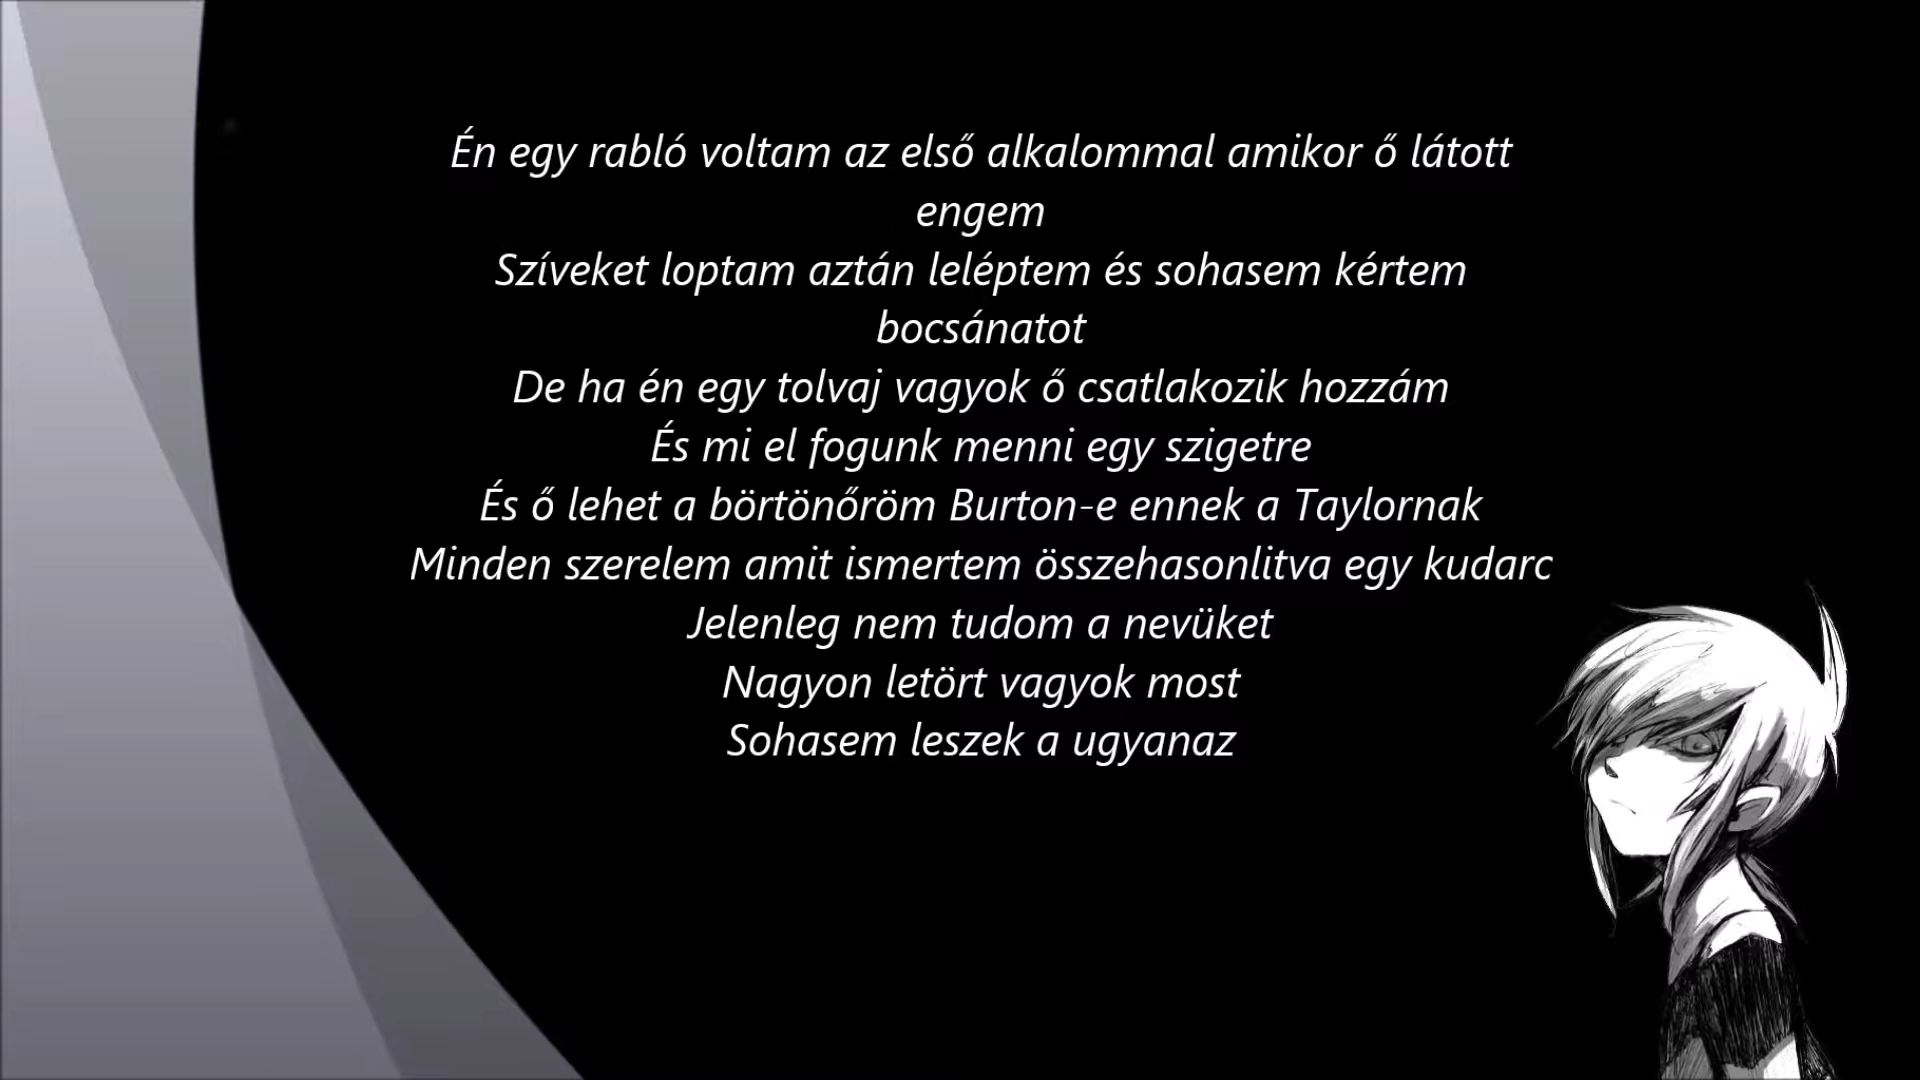 Én egy rabló voltam az első alkalommal amikor ő látott
engem
Szíveket loptam aztán leléptem és sohasem kértem
bocsánatot
De ha én egy tolvaj vagyok ő csatlakozik hozzám
És mi el fogunk menni egy szigetre
És ő lehet a börtönőröm Burton-e ennek a Taylornak
Minden szerelem amit ismertem összehasonlitva egy kudarc
Jelenleg nem tudom a nevüket
Nagyon letört vagyok most
Sohasem leszek a ugyanaz